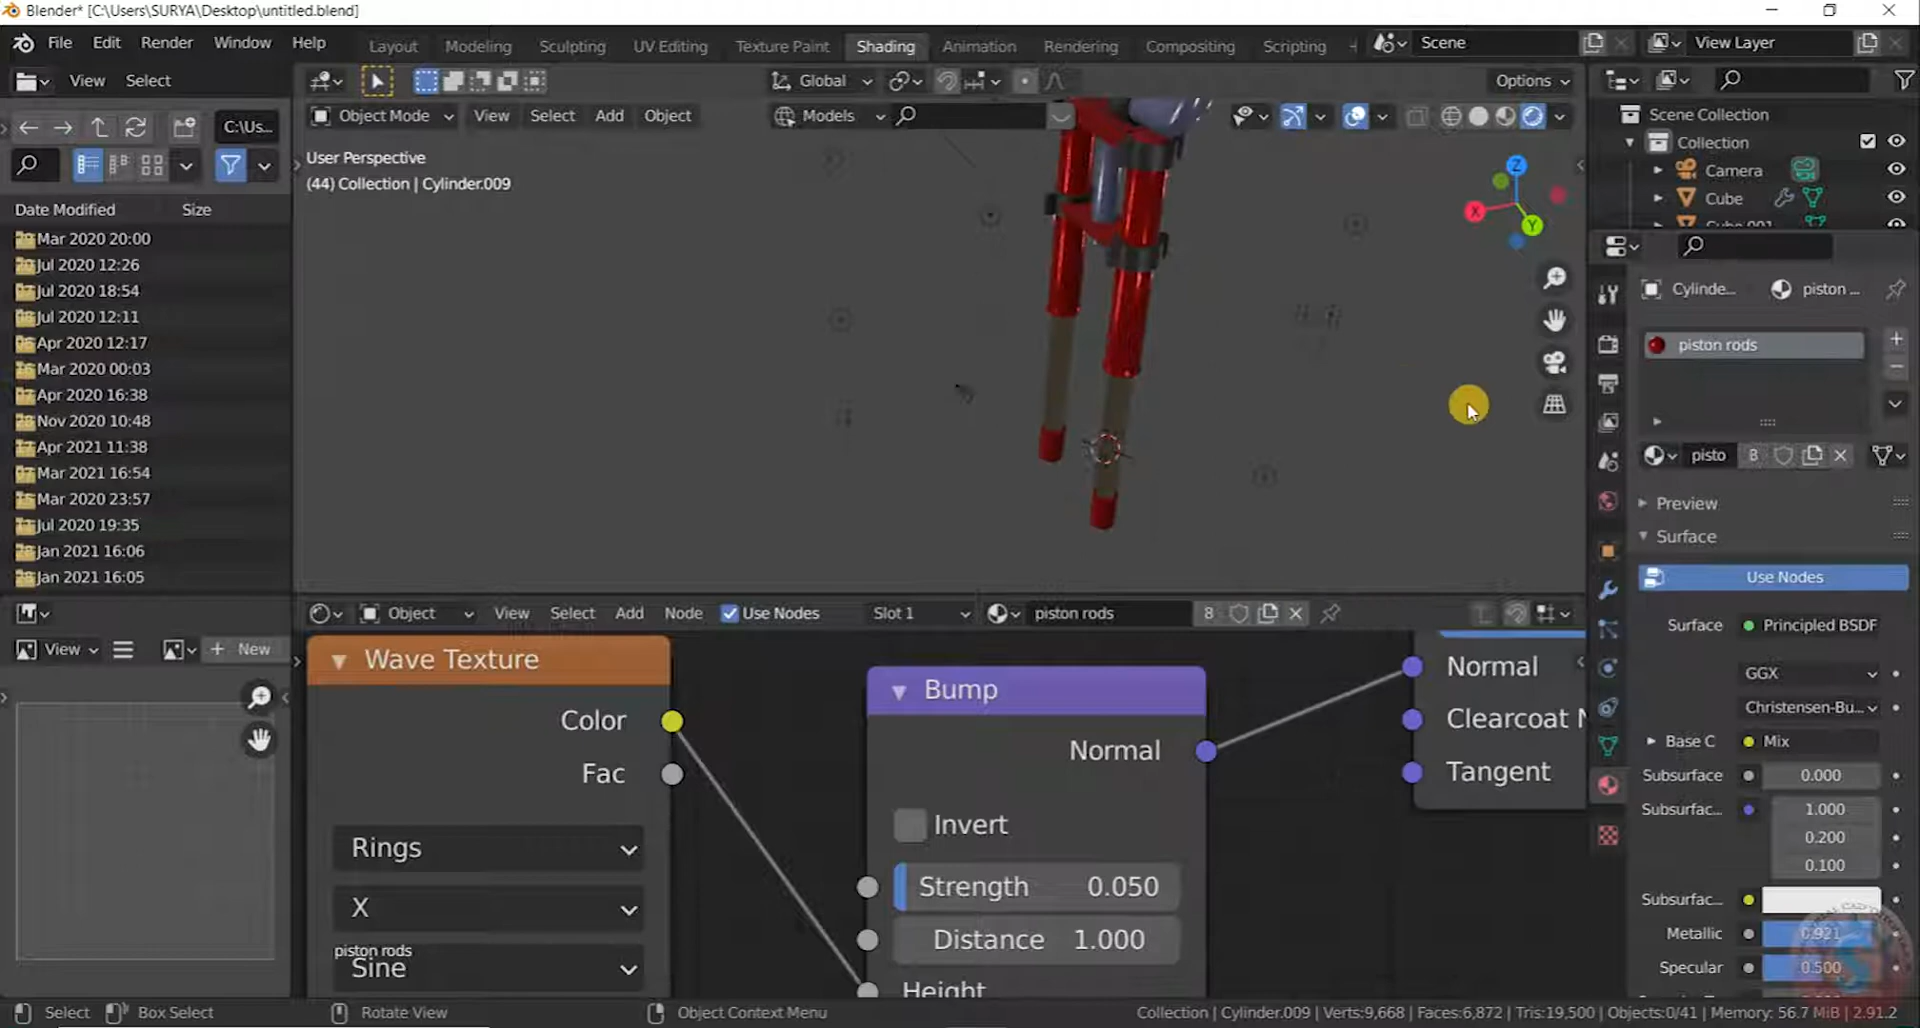 Blender* [C:\Users\SURYA\Desktop\untitled.blend]
File Edit Render Window Help Layout Modeling Sculpting UV Editing Texture Paint Shading Animation Rendering Compositing Scripting Scene View Layer
View Select Global Options
Object Mode View Select Add Object Models
C:\Us...
User Perspective
(44) Collection | Cylinder.009
Scene Collection
Collection
Camera
Cube
Cube.001
Date Modified Size
Mar 2020 20:00
Jul 2020 12:26
Jul 2020 18:54
Jul 2020 12:11
Apr 2020 12:17
Mar 2020 00:03
Apr 2020 16:38
Nov 2020 10:48
Apr 2021 11:38
Mar 2021 16:54
Mar 2020 23:57
Jul 2020 19:35
Jan 2021 16:06
Jan 2021 16:05
Z
X
Y
Cylinde... piston ...
piston rods
pisto 8
Preview
Surface
Use Nodes
Surface Principled BSDF
GGX
Christensen-Bu...
Base C Mix
Subsurface 0.000
Subsurfac... 1.000
0.200
0.100
Subsurfac...
Metallic 0.921
Specular 0.500
Object View Select Add Node Use Nodes Slot 1 piston rods 8
View New
Wave Texture
Color
Fac
Rings
X
piston rods
Sine
Bump
Normal
Invert
Strength 0.050
Distance 1.000
Height
Normal
Clearcoat N
Tangent
Select Box Select Rotate View Object Context Menu Collection | Cylinder.009 | Verts:9,668 | Faces:6,872 | Tris:19,500 | Objects:0/41 | Memory: 56.7 MiB | 2.91.2